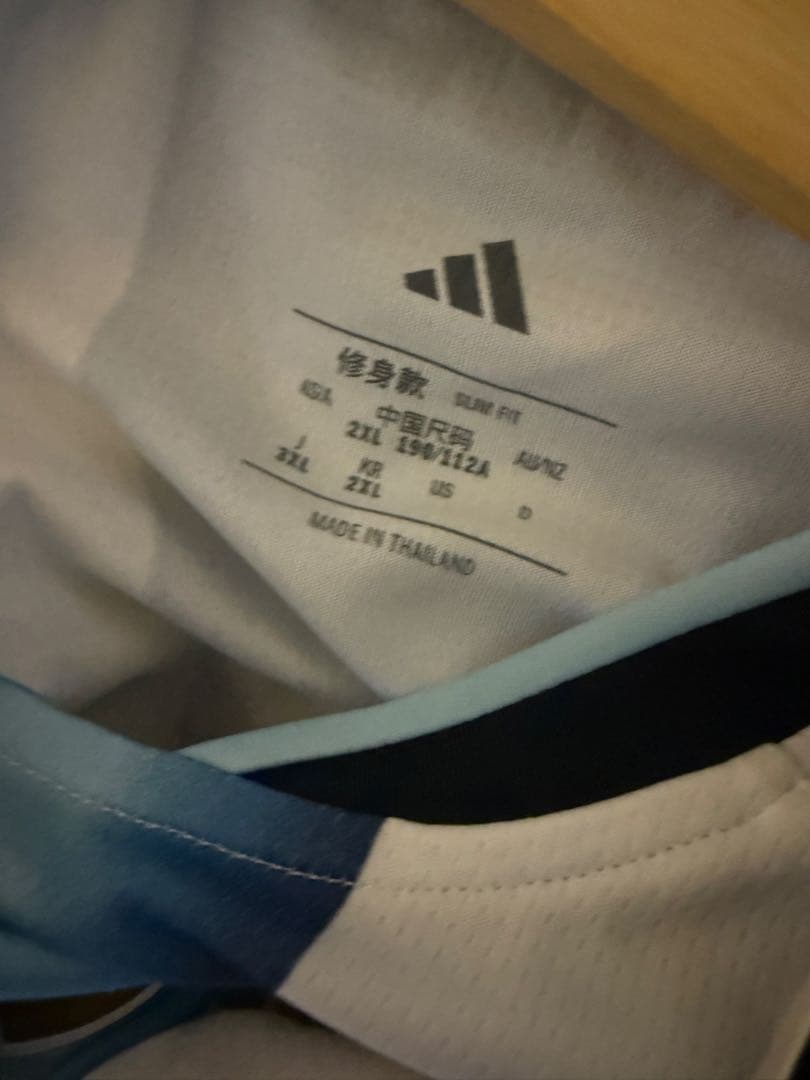 修身款 SLIM FIT
ASIA 中国尺码 AU/NZ
2XL 190/112A
J KR US D
3XL 2XL
MADE IN THAILAND